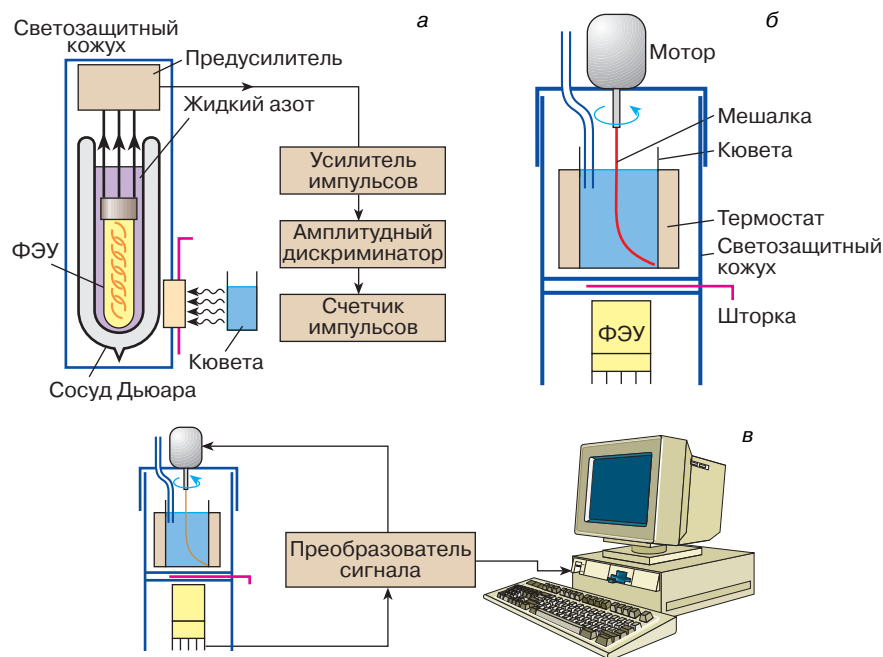 а
Светозащитный
кожух
Предусилитель
Жидкий азот
Усилитель
импульсов
Амплитудный
дискриминатор
Счетчик
импульсов
ФЭУ
Кювета
Сосуд Дьюара
б
Мотор
Мешалка
Кювета
Термостат
Светозащитный
кожух
Шторка
ФЭУ
в
Преобразователь
сигнала